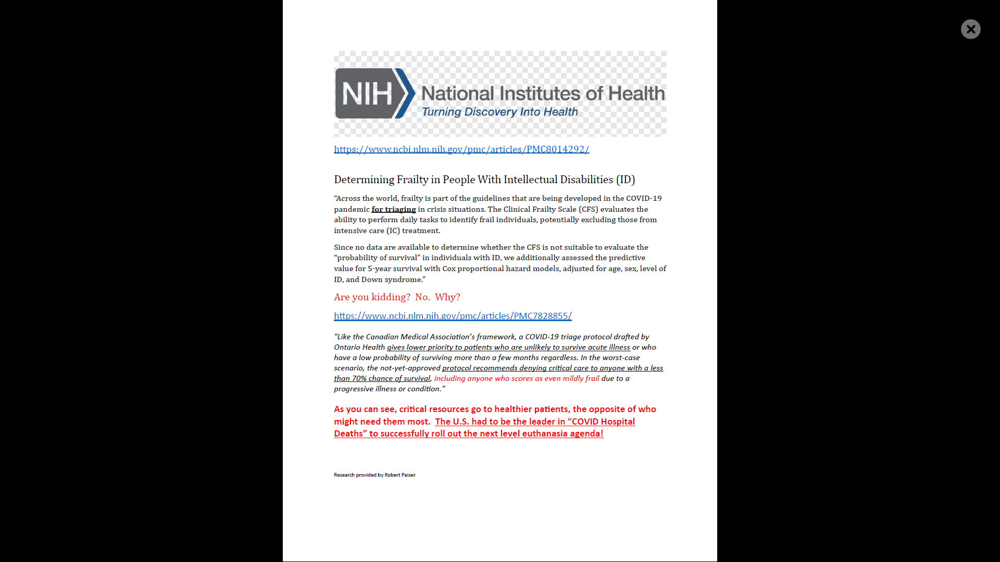 NIH National Institutes of Health
Turning Discovery Into Health
https://www.ncbi.nlm.nih.gov/pmc/articles/PMC8014292/
Determining Frailty in People With Intellectual Disabilities (ID)
“Across the world, frailty is part of the guidelines that are being developed in the COVID-19
pandemic for triaging in crisis situations. The Clinical Frailty Scale (CFS) evaluates the
ability to perform daily tasks to identify frail individuals, potentially excluding those from
intensive care (IC) treatment.
Since no data are available to determine whether the CFS is not suitable to evaluate the
“probability of survival” in individuals with ID, we additionally assessed the predictive
value for 5-year survival with Cox proportional hazard models, adjusted for age, sex, level of
ID, and Down syndrome.”
Are you kidding?  No.  Why?
https://www.ncbi.nlm.nih.gov/pmc/articles/PMC7828855/
"Like the Canadian Medical Association’s framework, a COVID-19 triage protocol drafted by
Ontario Health gives lower priority to patients who are unlikely to survive acute illness or who
have a low probability of surviving more than a few months regardless. In the worst-case
scenario, the not-yet-approved protocol recommends denying critical care to anyone with a less
than 70% chance of survival, including anyone who scores as even mildly frail due to a
progressive illness or condition."
As you can see, critical resources go to healthier patients, the opposite of who
might need them most.  The U.S. had to be the leader in “COVID Hospital
Deaths” to successfully roll out the next level euthanasia agenda!
Research provided by Robert Paiser